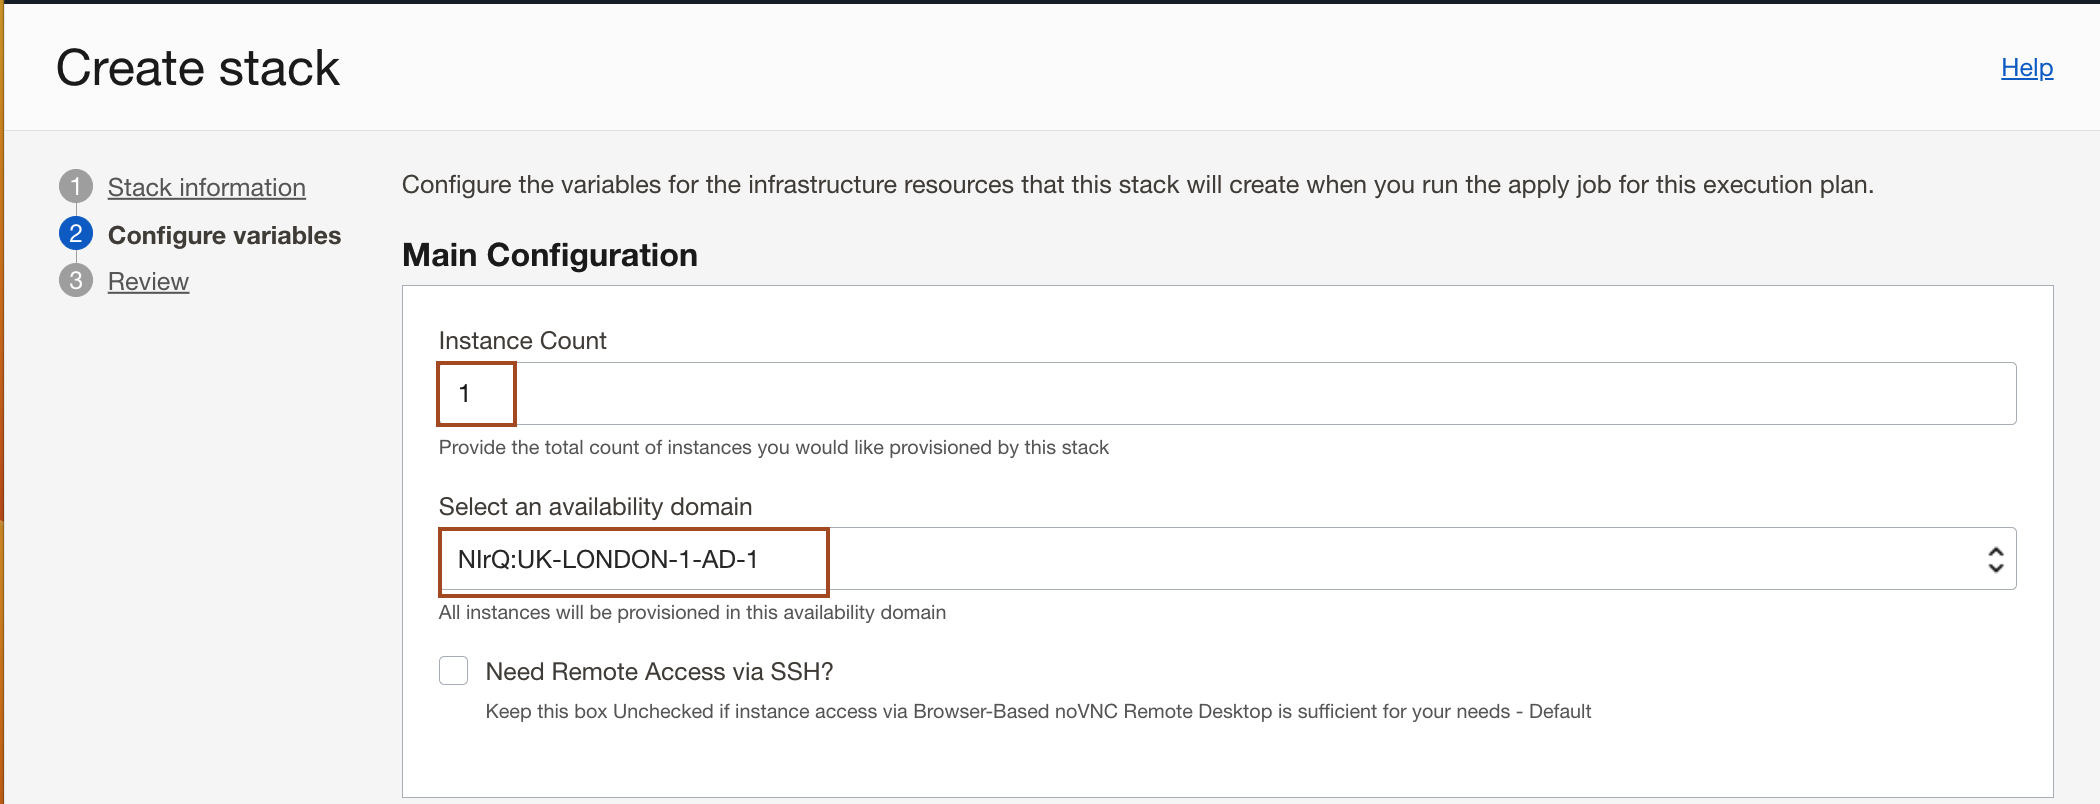 Create stack
Help
1 Stack information
2 Configure variables
3 Review
Configure the variables for the infrastructure resources that this stack will create when you run the apply job for this execution plan.
Main Configuration
Instance Count
1
Provide the total count of instances you would like provisioned by this stack
Select an availability domain
NIrQ:UK-LONDON-1-AD-1
All instances will be provisioned in this availability domain
Need Remote Access via SSH?
Keep this box Unchecked if instance access via Browser-Based noVNC Remote Desktop is sufficient for your needs - Default